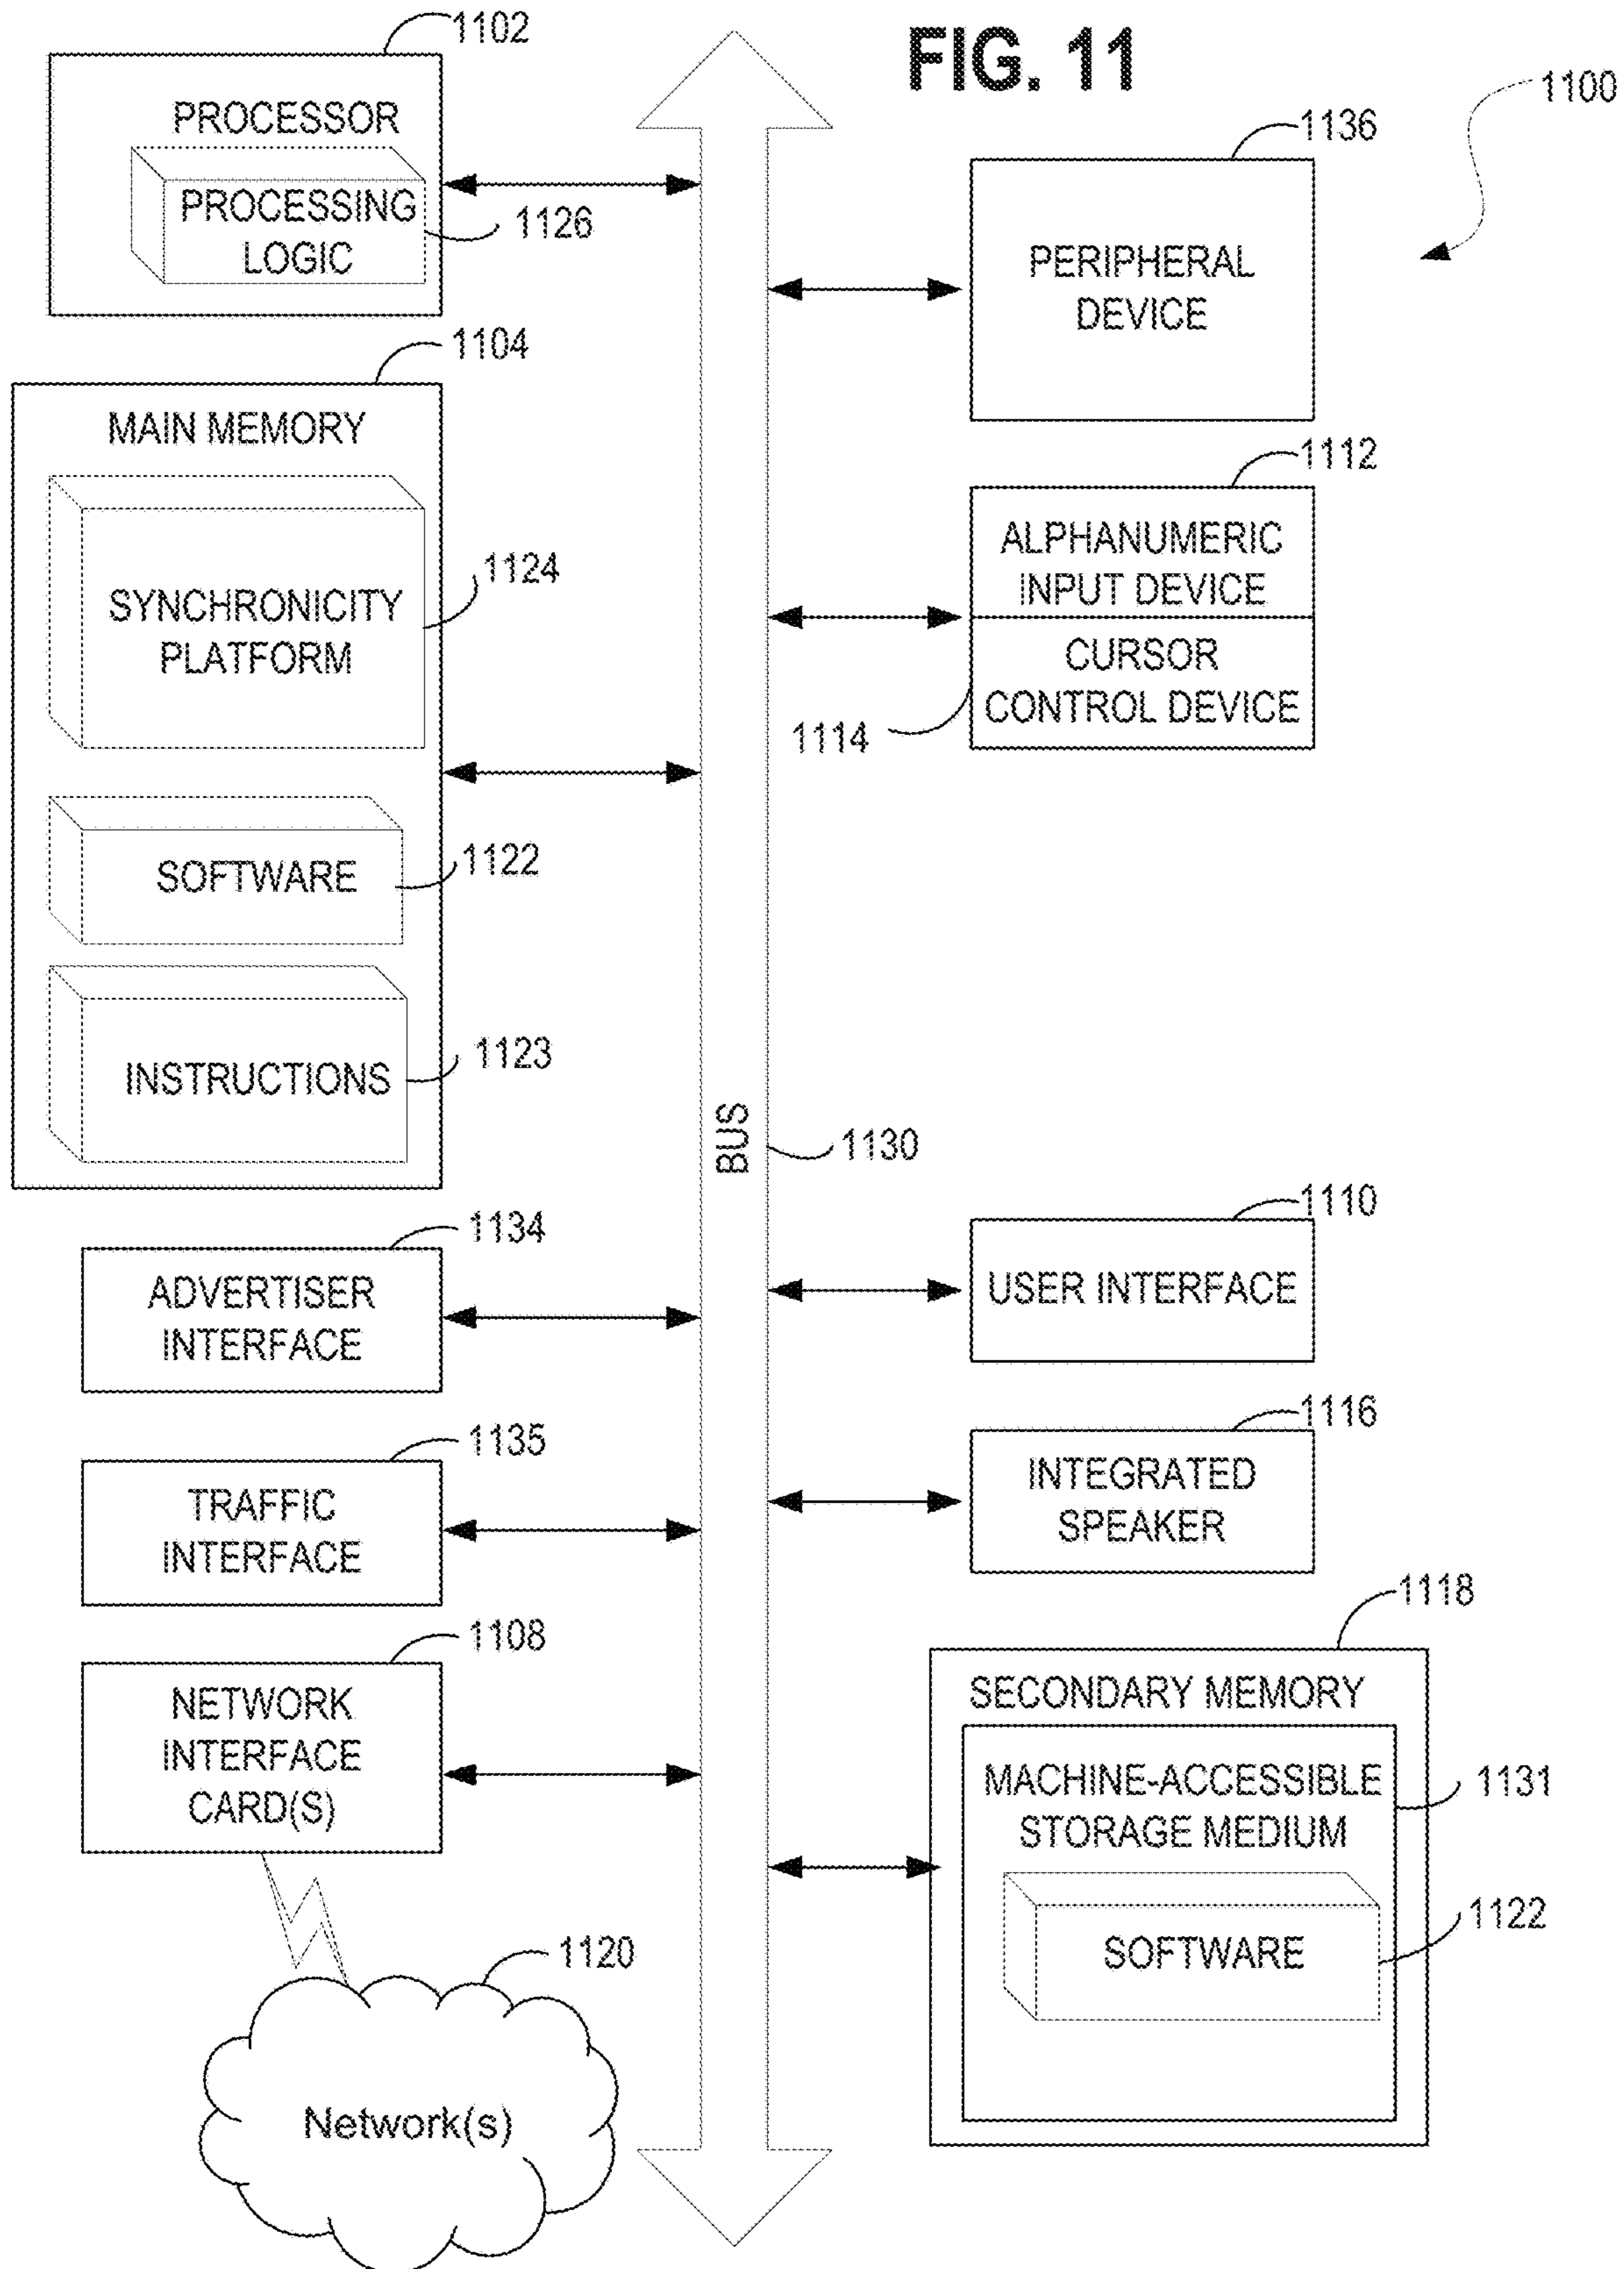 FIG. 11
1100
1102
PROCESSOR
PROCESSING
LOGIC
1126
1104
MAIN MEMORY
SYNCHRONICITY
PLATFORM
1124
SOFTWARE
1122
INSTRUCTIONS
1123
1134
ADVERTISER
INTERFACE
1135
TRAFFIC
INTERFACE
1108
NETWORK
INTERFACE
CARD(S)
1120
Network(s)
BUS
1130
1136
PERIPHERAL
DEVICE
1112
ALPHANUMERIC
INPUT DEVICE
CURSOR
CONTROL DEVICE
1114
1110
USER INTERFACE
1116
INTEGRATED
SPEAKER
1118
SECONDARY MEMORY
MACHINE-ACCESSIBLE
STORAGE MEDIUM
1131
SOFTWARE
1122